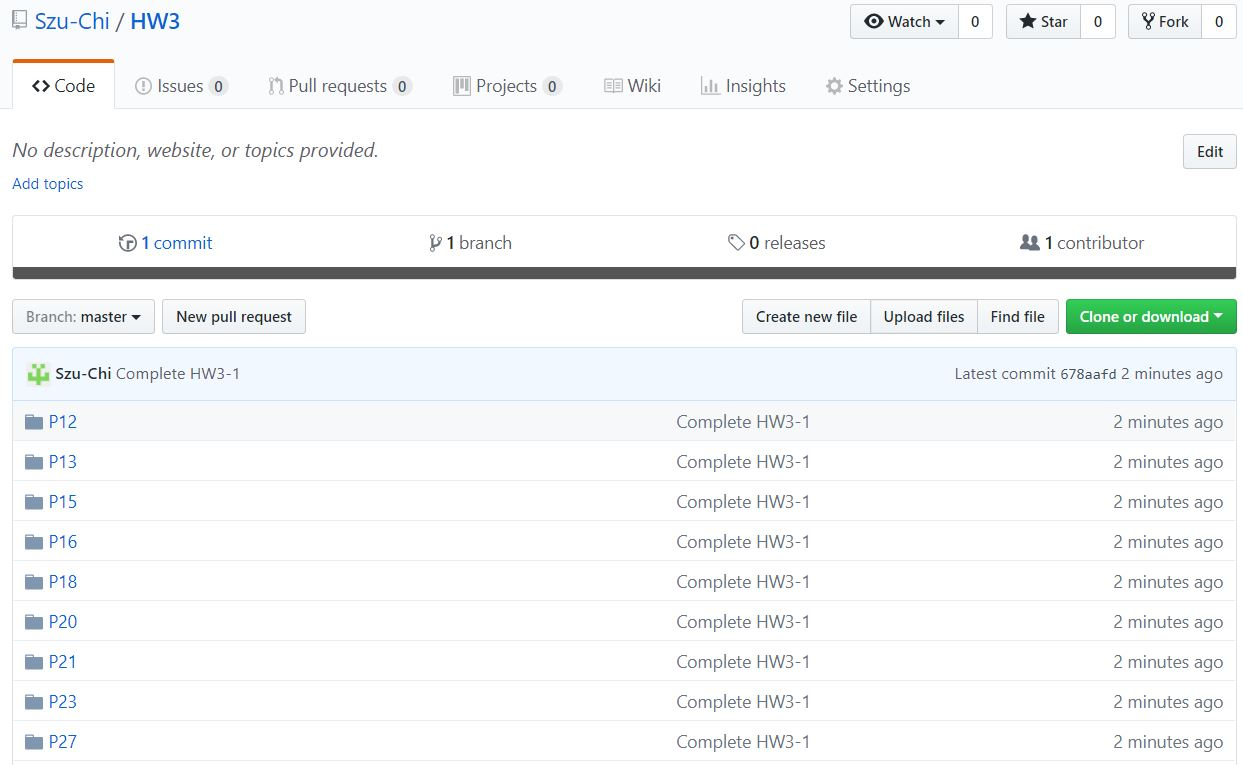 Szu-Chi / HW3 Watch 0 Star 0 Fork 0
Code Issues 0 Pull requests 0 Projects 0 Wiki Insights Settings
No description, website, or topics provided. Edit
Add topics
1 commit 1 branch 0 releases 1 contributor
Branch: master New pull request Create new file Upload files Find file Clone or download
Szu-Chi Complete HW3-1 Latest commit 678aafd 2 minutes ago
P12 Complete HW3-1 2 minutes ago
P13 Complete HW3-1 2 minutes ago
P15 Complete HW3-1 2 minutes ago
P16 Complete HW3-1 2 minutes ago
P18 Complete HW3-1 2 minutes ago
P20 Complete HW3-1 2 minutes ago
P21 Complete HW3-1 2 minutes ago
P23 Complete HW3-1 2 minutes ago
P27 Complete HW3-1 2 minutes ago